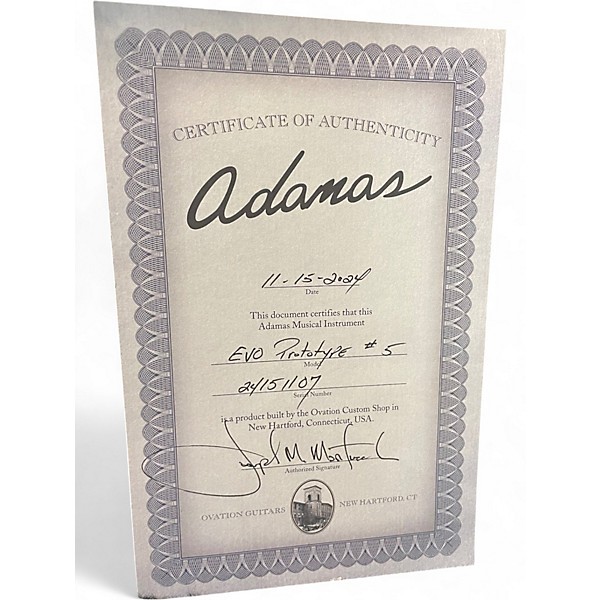 CERTIFICATE OF AUTHENTICITY
Adamas
11-15-2024
Date
This document certifies that this
Adamas Musical Instrument
EVO Prototype # 5
Model
24151107
Serial Number
is a product built by the Ovation Custom Shop in
New Hartford, Connecticut, USA.
Joseph M
Authorized Signature
OVATION GUITARS NEW HARTFORD, CT